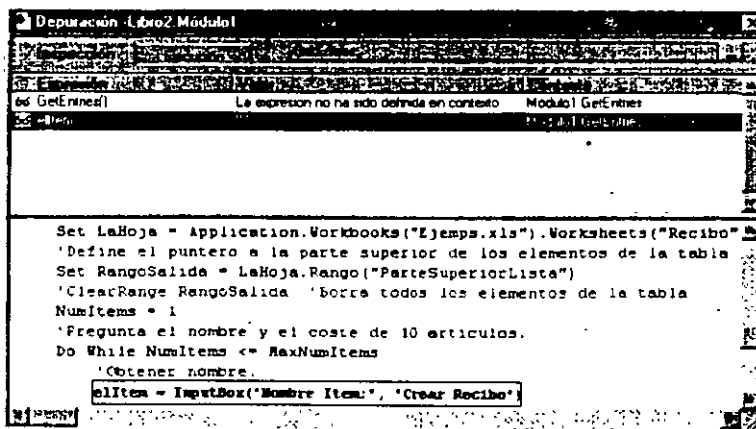 Depuración -Libro2.Módulo1
Expresión
GetEntries() La expresion no ha sido definida en contexto Módulo1 GetEntries
elItem Módulo1 GetEntries
Set LaHoja = Application.Workbooks("Ejemps.xls").Worksheets("Recibo"
'Define el puntero a la parte superior de los elementos de la tabla
Set RangoSalida = LaHoja.Rango("ParteSuperiorLista")
'ClearRange RangoSalida 'Borra todos los elementos de la tabla
NumItems = 1
'Pregunta el nombre y el coste de 10 articulos.
Do While NumItems <= MaxNumItems
'Obtener nombre.
elItem = InputBox("Nombre Item:", "Crear Recibo")